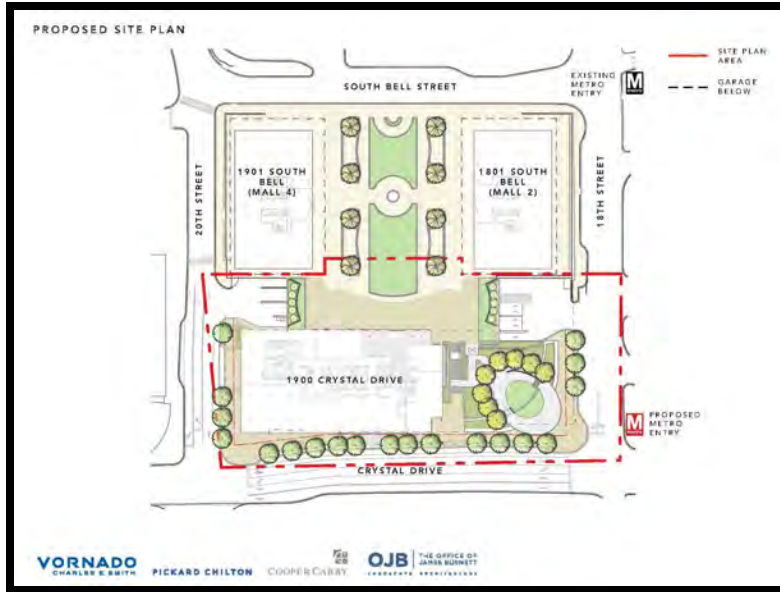 PROPOSED SITE PLAN
SITE PLAN
AREA
GARAGE
BELOW
EXISTING
METRO
ENTRY
M
SOUTH BELL STREET
20TH STREET
1901 SOUTH
BELL
(MALL 4)
1801 SOUTH
BELL
(MALL 2)
18TH STREET
1900 CRYSTAL DRIVE
M
PROPOSED
METRO
ENTRY
CRYSTAL DRIVE
VORNADO
CHARLES E. SMITH
PICKARD CHILTON
COOPER CARRY
OJB
THE OFFICE OF
JAMES BURNETT
LANDSCAPE ARCHITECTURE